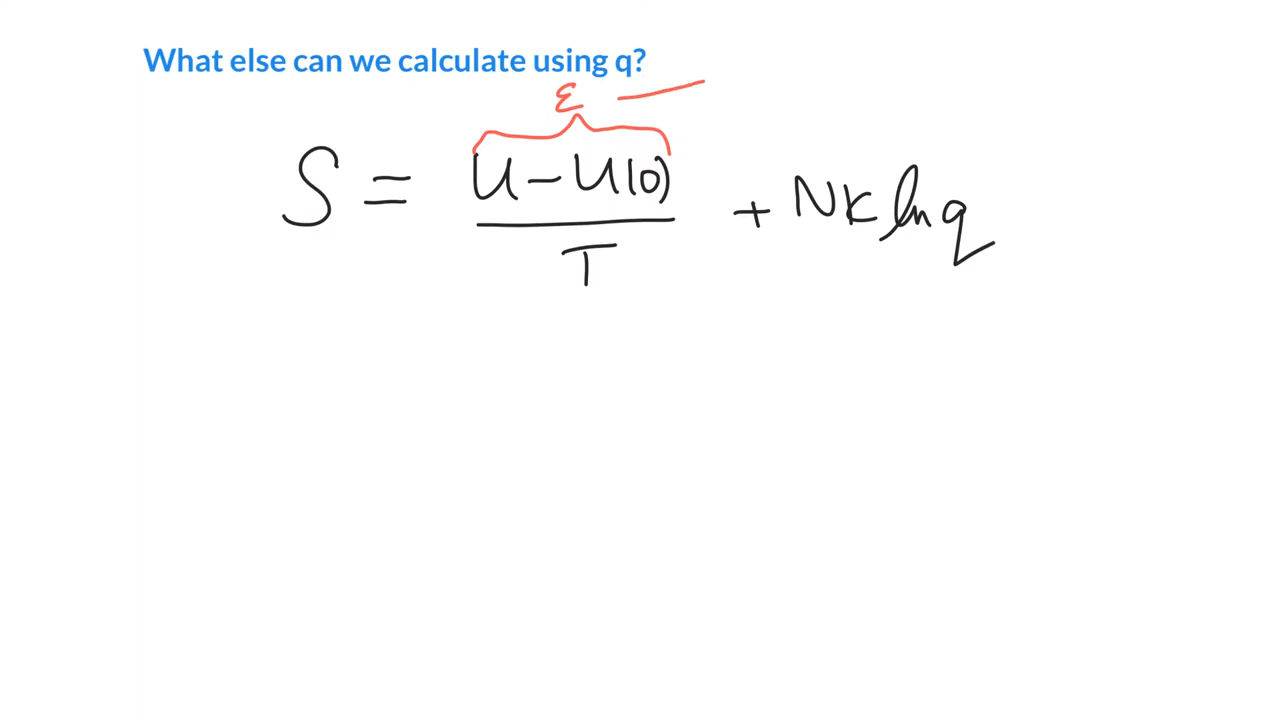 What else can we calculate using q?
ε
S = U - U(0) / T + NK ln q